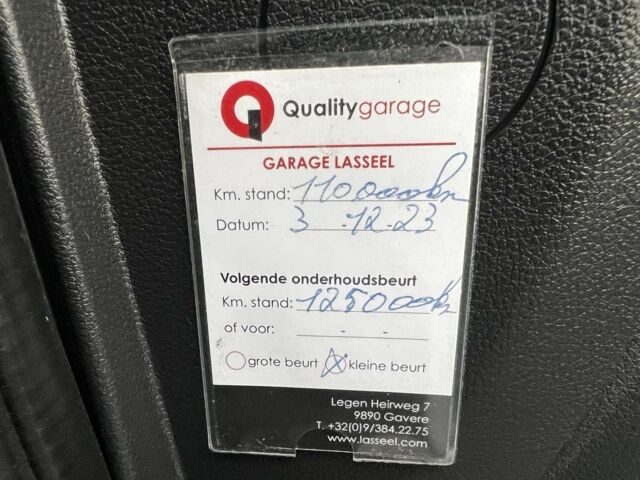 Qualitygarage
GARAGE LASSEEL
Km. stand: 110000km
Datum: 3 -12-23
Volgende onderhoudsbeurt
Km. stand: 125000km
of voor: - -
grote beurt kleine beurt
Legen Heirweg 7
9890 Gavere
T. +32(0)9/384.22.75
www.lasseel.com